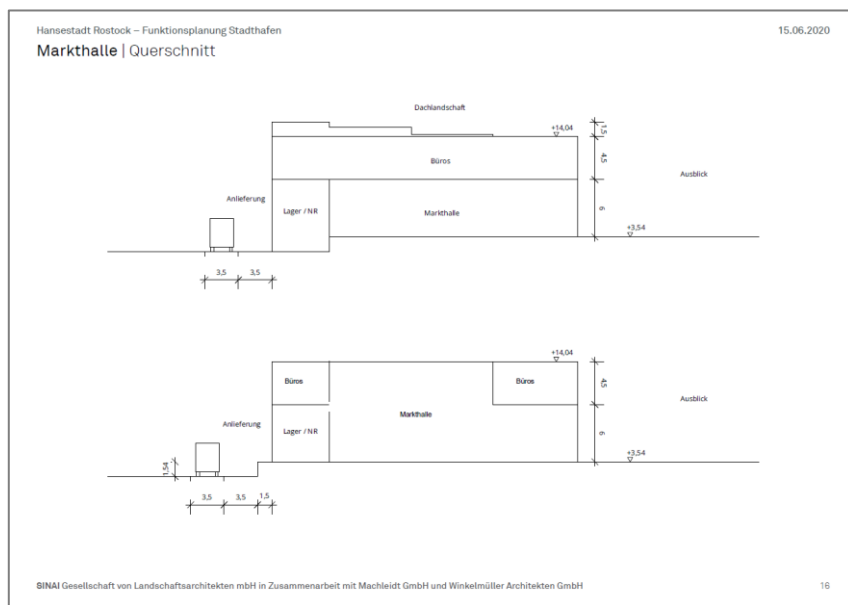 Hansestadt Rostock – Funktionsplanung Stadthafen
15.06.2020
Markthalle | Querschnitt
Dachlandschaft
+14,04
1,5
Büros
4,5
Ausblick
Anlieferung
Lager / NR
Markthalle
6
+3,54
3,5
3,5
+14,04
Büros
Büros
4,5
Ausblick
Markthalle
Anlieferung
Lager / NR
6
+3,54
1,54
3,5
3,5
1,5
SINAI Gesellschaft von Landschaftsarchitekten mbH in Zusammenarbeit mit Machleidt GmbH und Winkelmüller Architekten GmbH
16